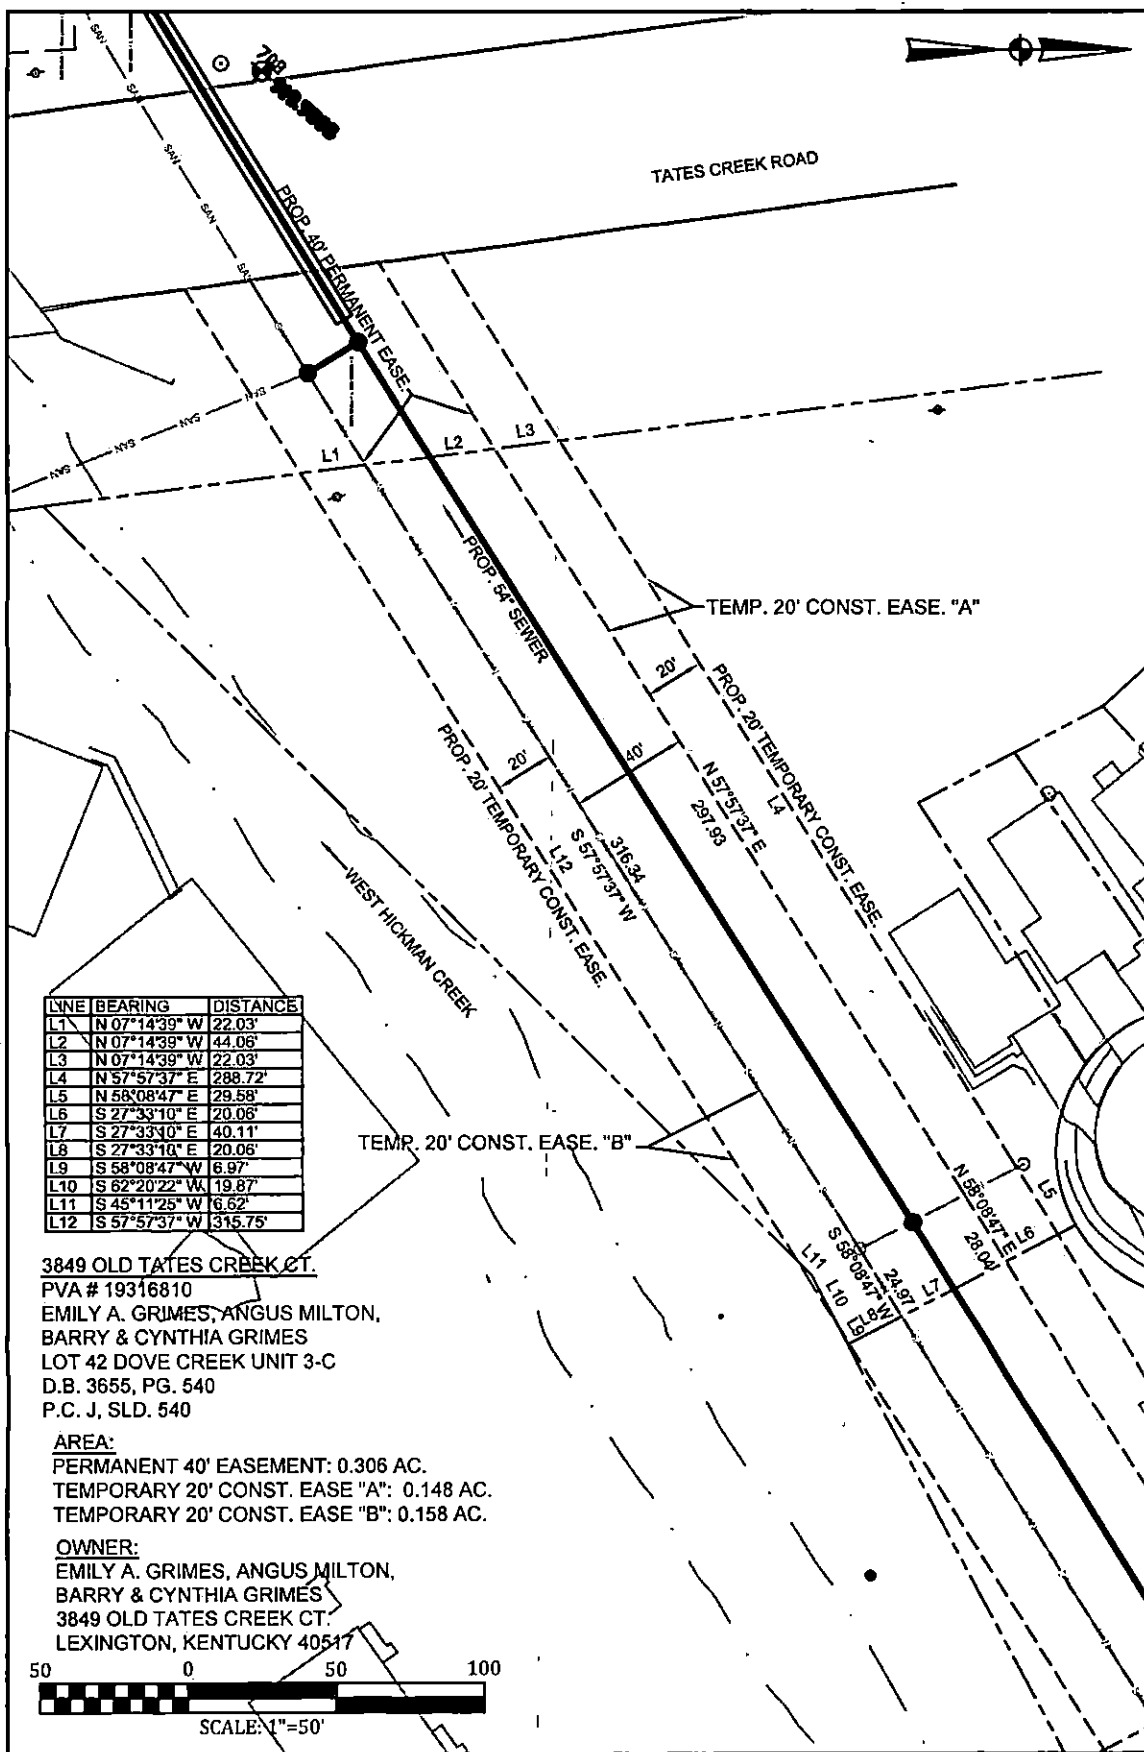 TATES CREEK ROAD
SAN
SAN
SAN
SAN
SAN
PROP. 40' PERMANENT EASE.
SAN
SAN
SAN
SAN
L1
L2
L3
PROP. 54" SEWER
TEMP. 20' CONST. EASE. "A"
20'
PROP. 20' TEMPORARY CONST. EASE.
L4
N 57°57'37" E
297.93
40'
20'
316.34
S 57°57'37" W
L12
PROP. 20' TEMPORARY CONST. EASE.
WEST HICKMAN CREEK
TEMP. 20' CONST. EASE. "B"
L5
N 58°08'47" E
28.04'
L6
L7
S 58°08'47" W
24.97'
L8
L9
L10
L11
LINE BEARING DISTANCE
L1 N 07°14'39" W 22.03'
L2 N 07°14'39" W 44.06'
L3 N 07°14'39" W 22.03'
L4 N 57°57'37" E 288.72'
L5 N 58°08'47" E 29.58'
L6 S 27°33'10" E 20.06'
L7 S 27°33'10" E 40.11'
L8 S 27°33'10" E 20.06'
L9 S 58°08'47" W 6.97'
L10 S 62°20'22" W 19.87'
L11 S 45°11'25" W 6.62'
L12 S 57°57'37" W 315.75'
3849 OLD TATES CREEK CT.
PVA # 19316810
EMILY A. GRIMES, ANGUS MILTON,
BARRY & CYNTHIA GRIMES
LOT 42 DOVE CREEK UNIT 3-C
D.B. 3655, PG. 540
P.C. J, SLD. 540
AREA:
PERMANENT 40' EASEMENT: 0.306 AC.
TEMPORARY 20' CONST. EASE "A": 0.148 AC.
TEMPORARY 20' CONST. EASE "B": 0.158 AC.
OWNER:
EMILY A. GRIMES, ANGUS MILTON,
BARRY & CYNTHIA GRIMES
3849 OLD TATES CREEK CT.
LEXINGTON, KENTUCKY 40517
50 0 50 100
SCALE: 1"=50'